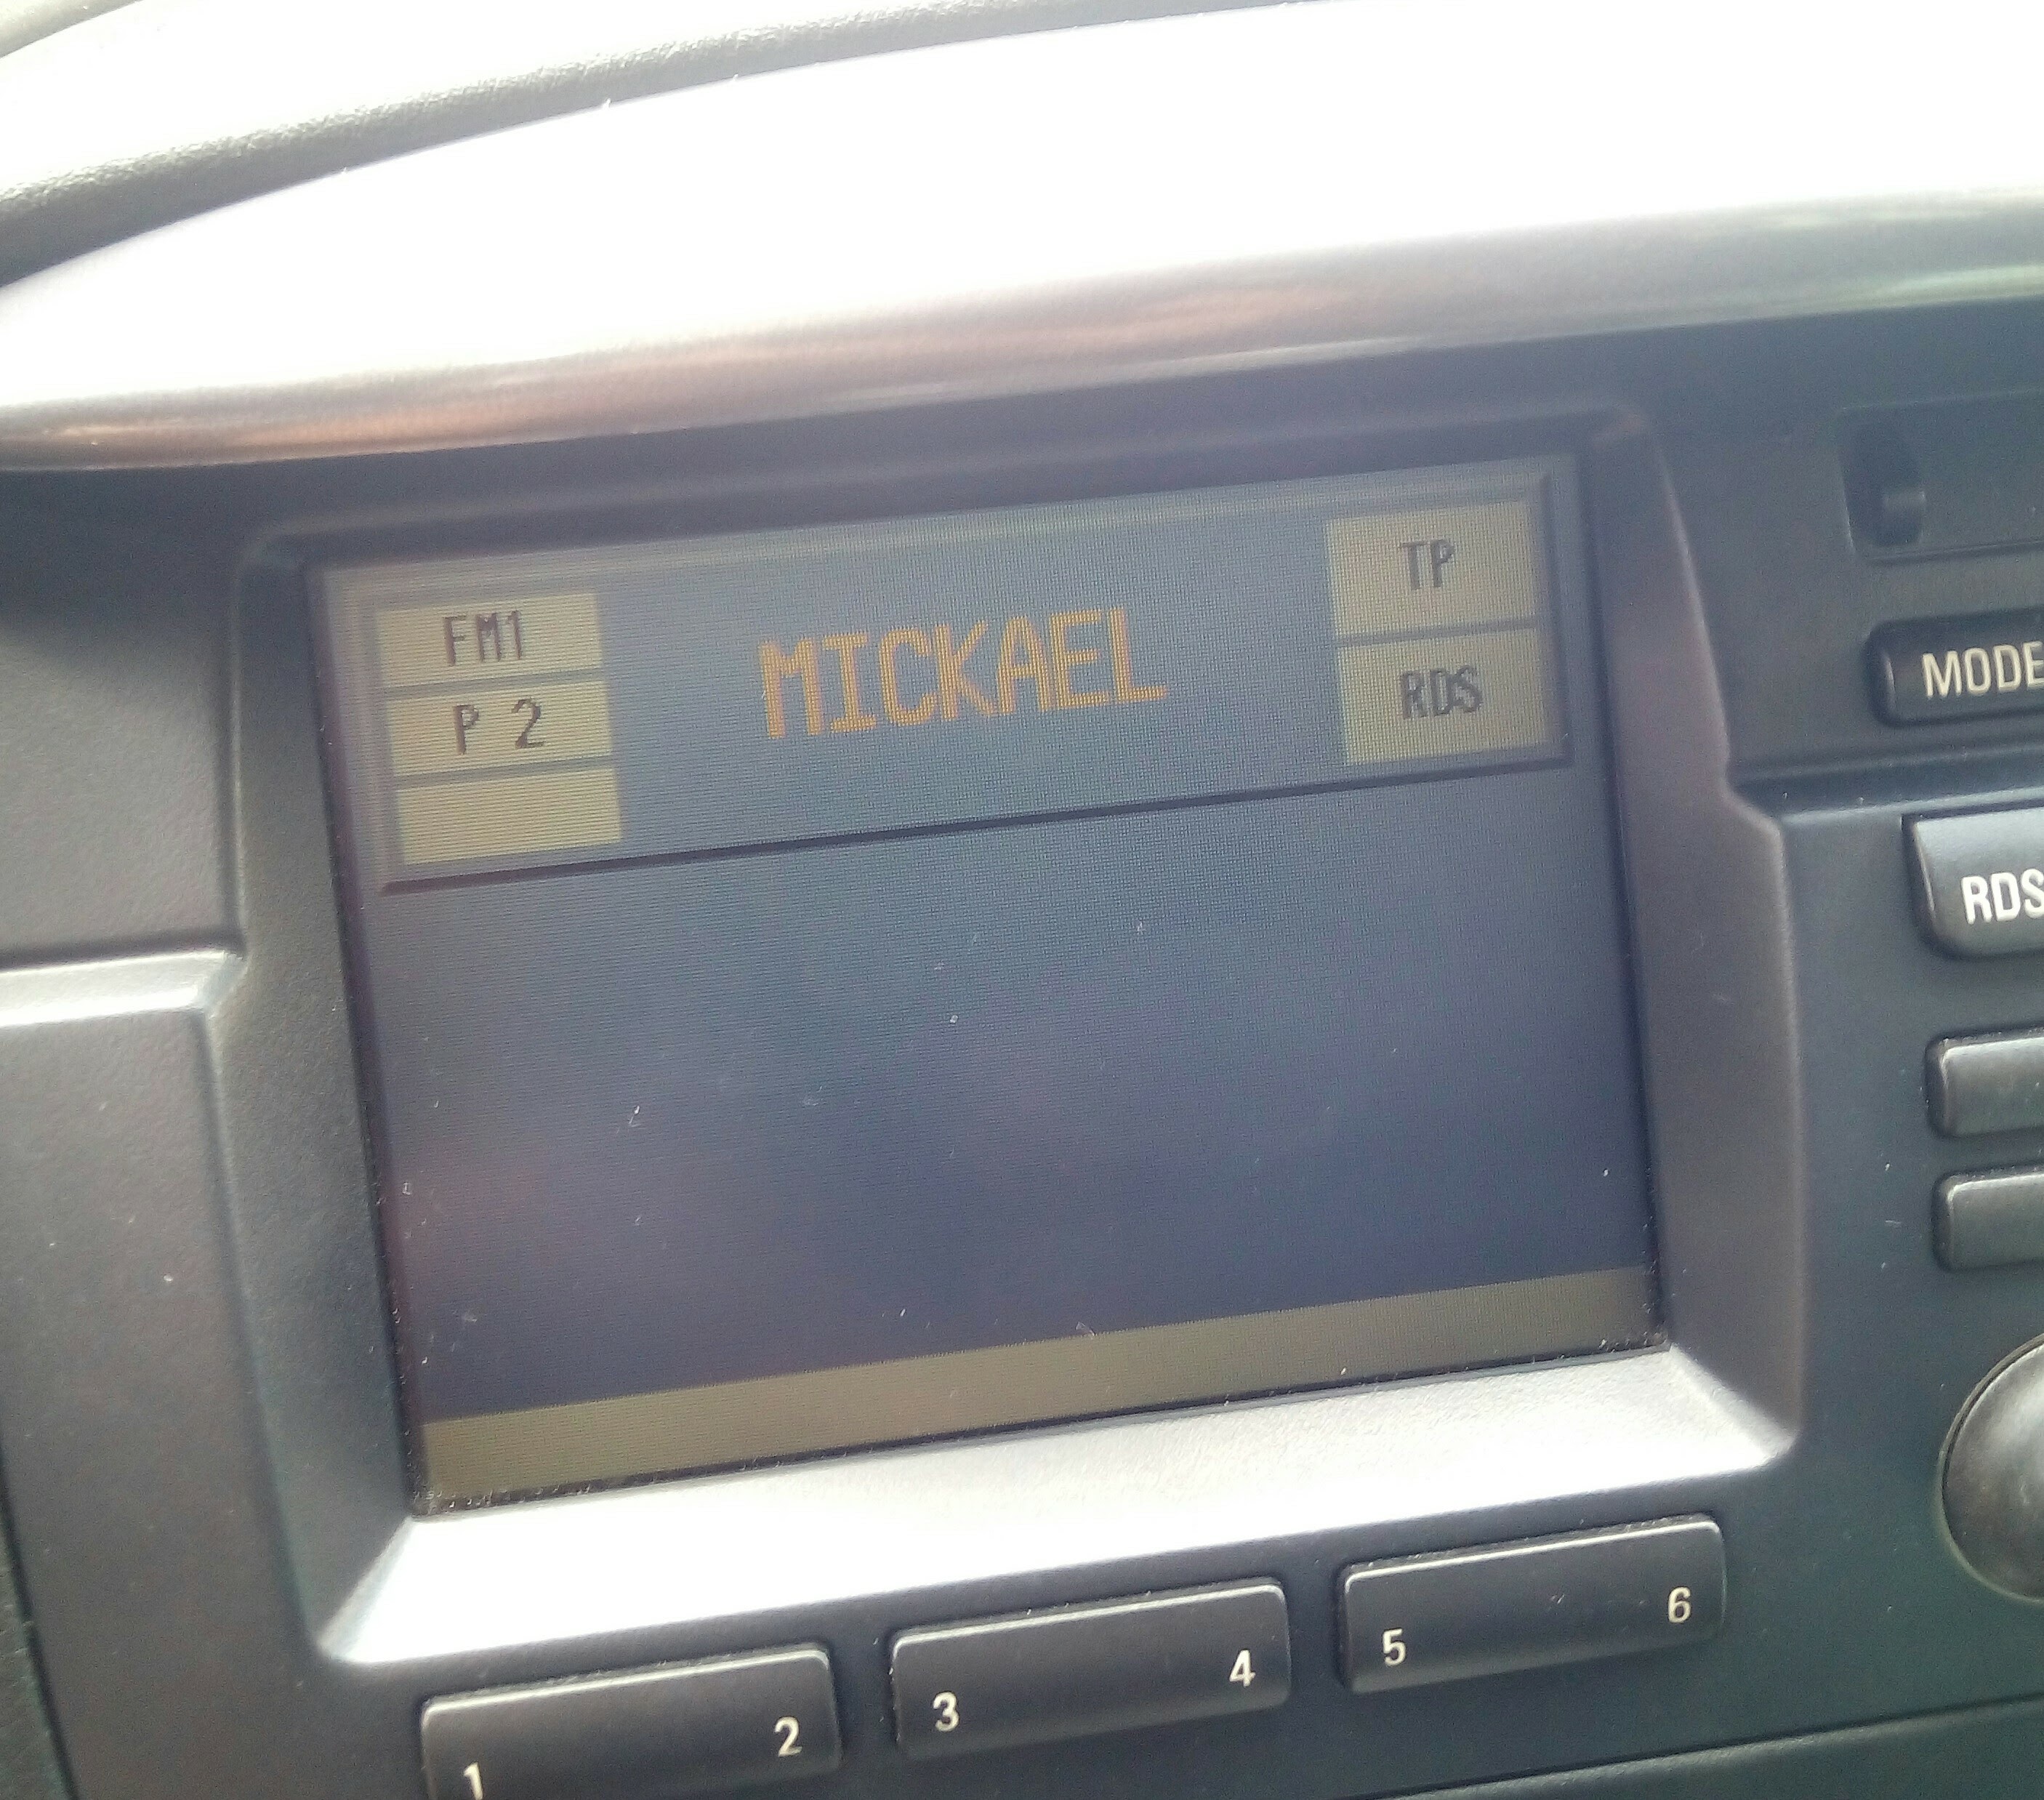 FM1
P 2
MICKAEL
TP
RDS
MODE
RDS
1 2
3 4
5 6